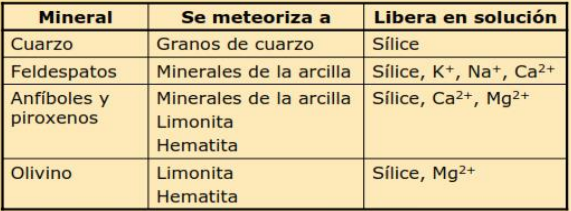 Mineral Se meteoriza a Libera en solución
Cuarzo Granos de cuarzo Sílice
Feldespatos Minerales de la arcilla Sílice, K⁺, Na⁺, Ca²⁺
Anfíboles y piroxenos Minerales de la arcilla Sílice, Ca²⁺, Mg²⁺
Limonita
Hematita
Olivino Limonita Sílice, Mg²⁺
Hematita